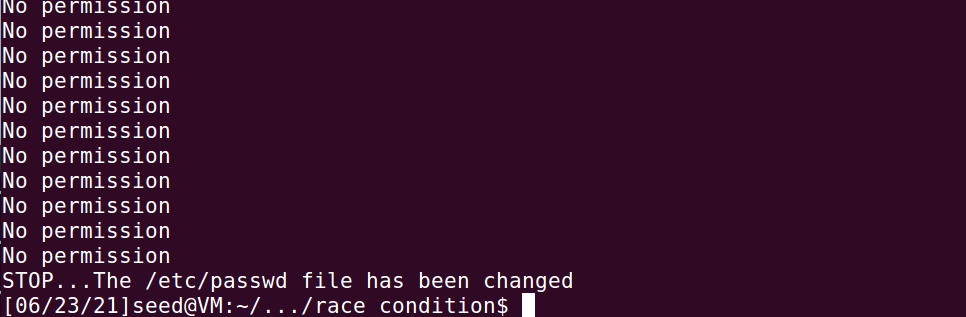 No permission
No permission
No permission
No permission
No permission
No permission
No permission
No permission
No permission
No permission
No permission
STOP...The /etc/passwd file has been changed
[06/23/21]seed@VM:~/.../race condition$